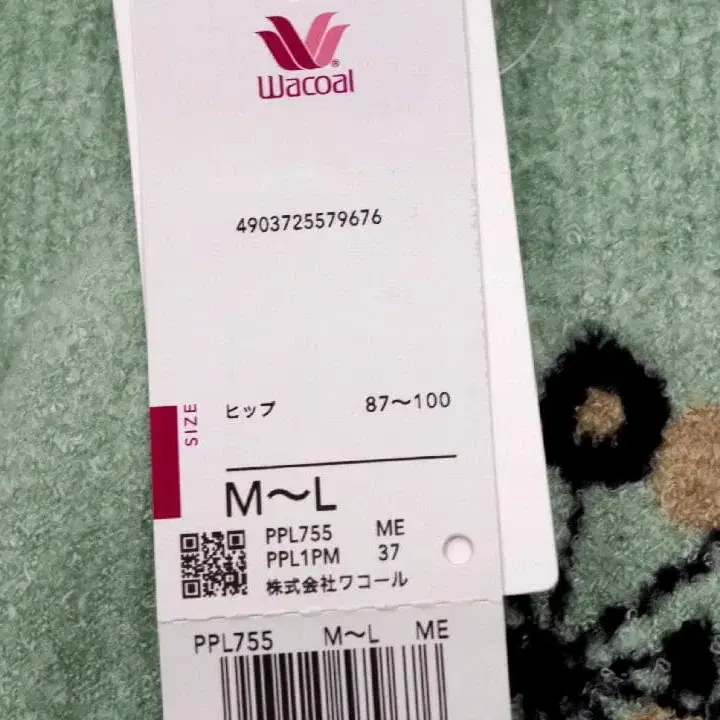 Wacoal
4903725579676
SIZE
ヒップ 87〜100
M〜L
PPL755 ME
PPL1PM 37
株式会社ワコール
PPL755 M〜L ME